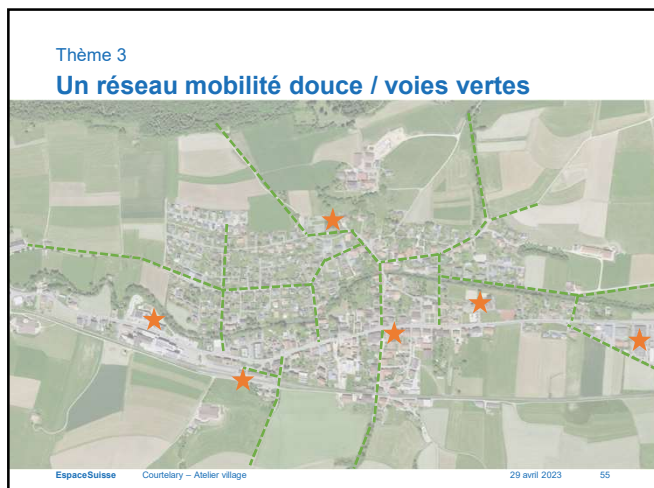 Thème 3
Un réseau mobilité douce / voies vertes
EspaceSuisse Courtelary – Atelier village 29 avril 2023 55